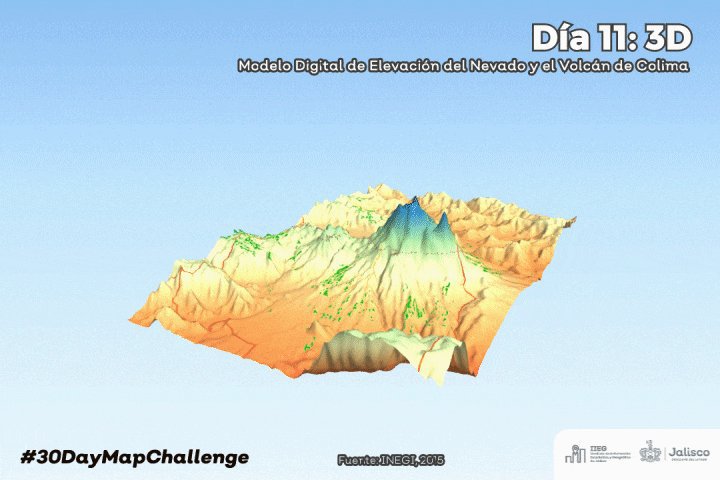 Día 11: 3D
Modelo Digital de Elevación del Nevado y el Volcán de Colima
#30DayMapChallenge
Fuente: INEGI, 2015
IIEG
Jalisco